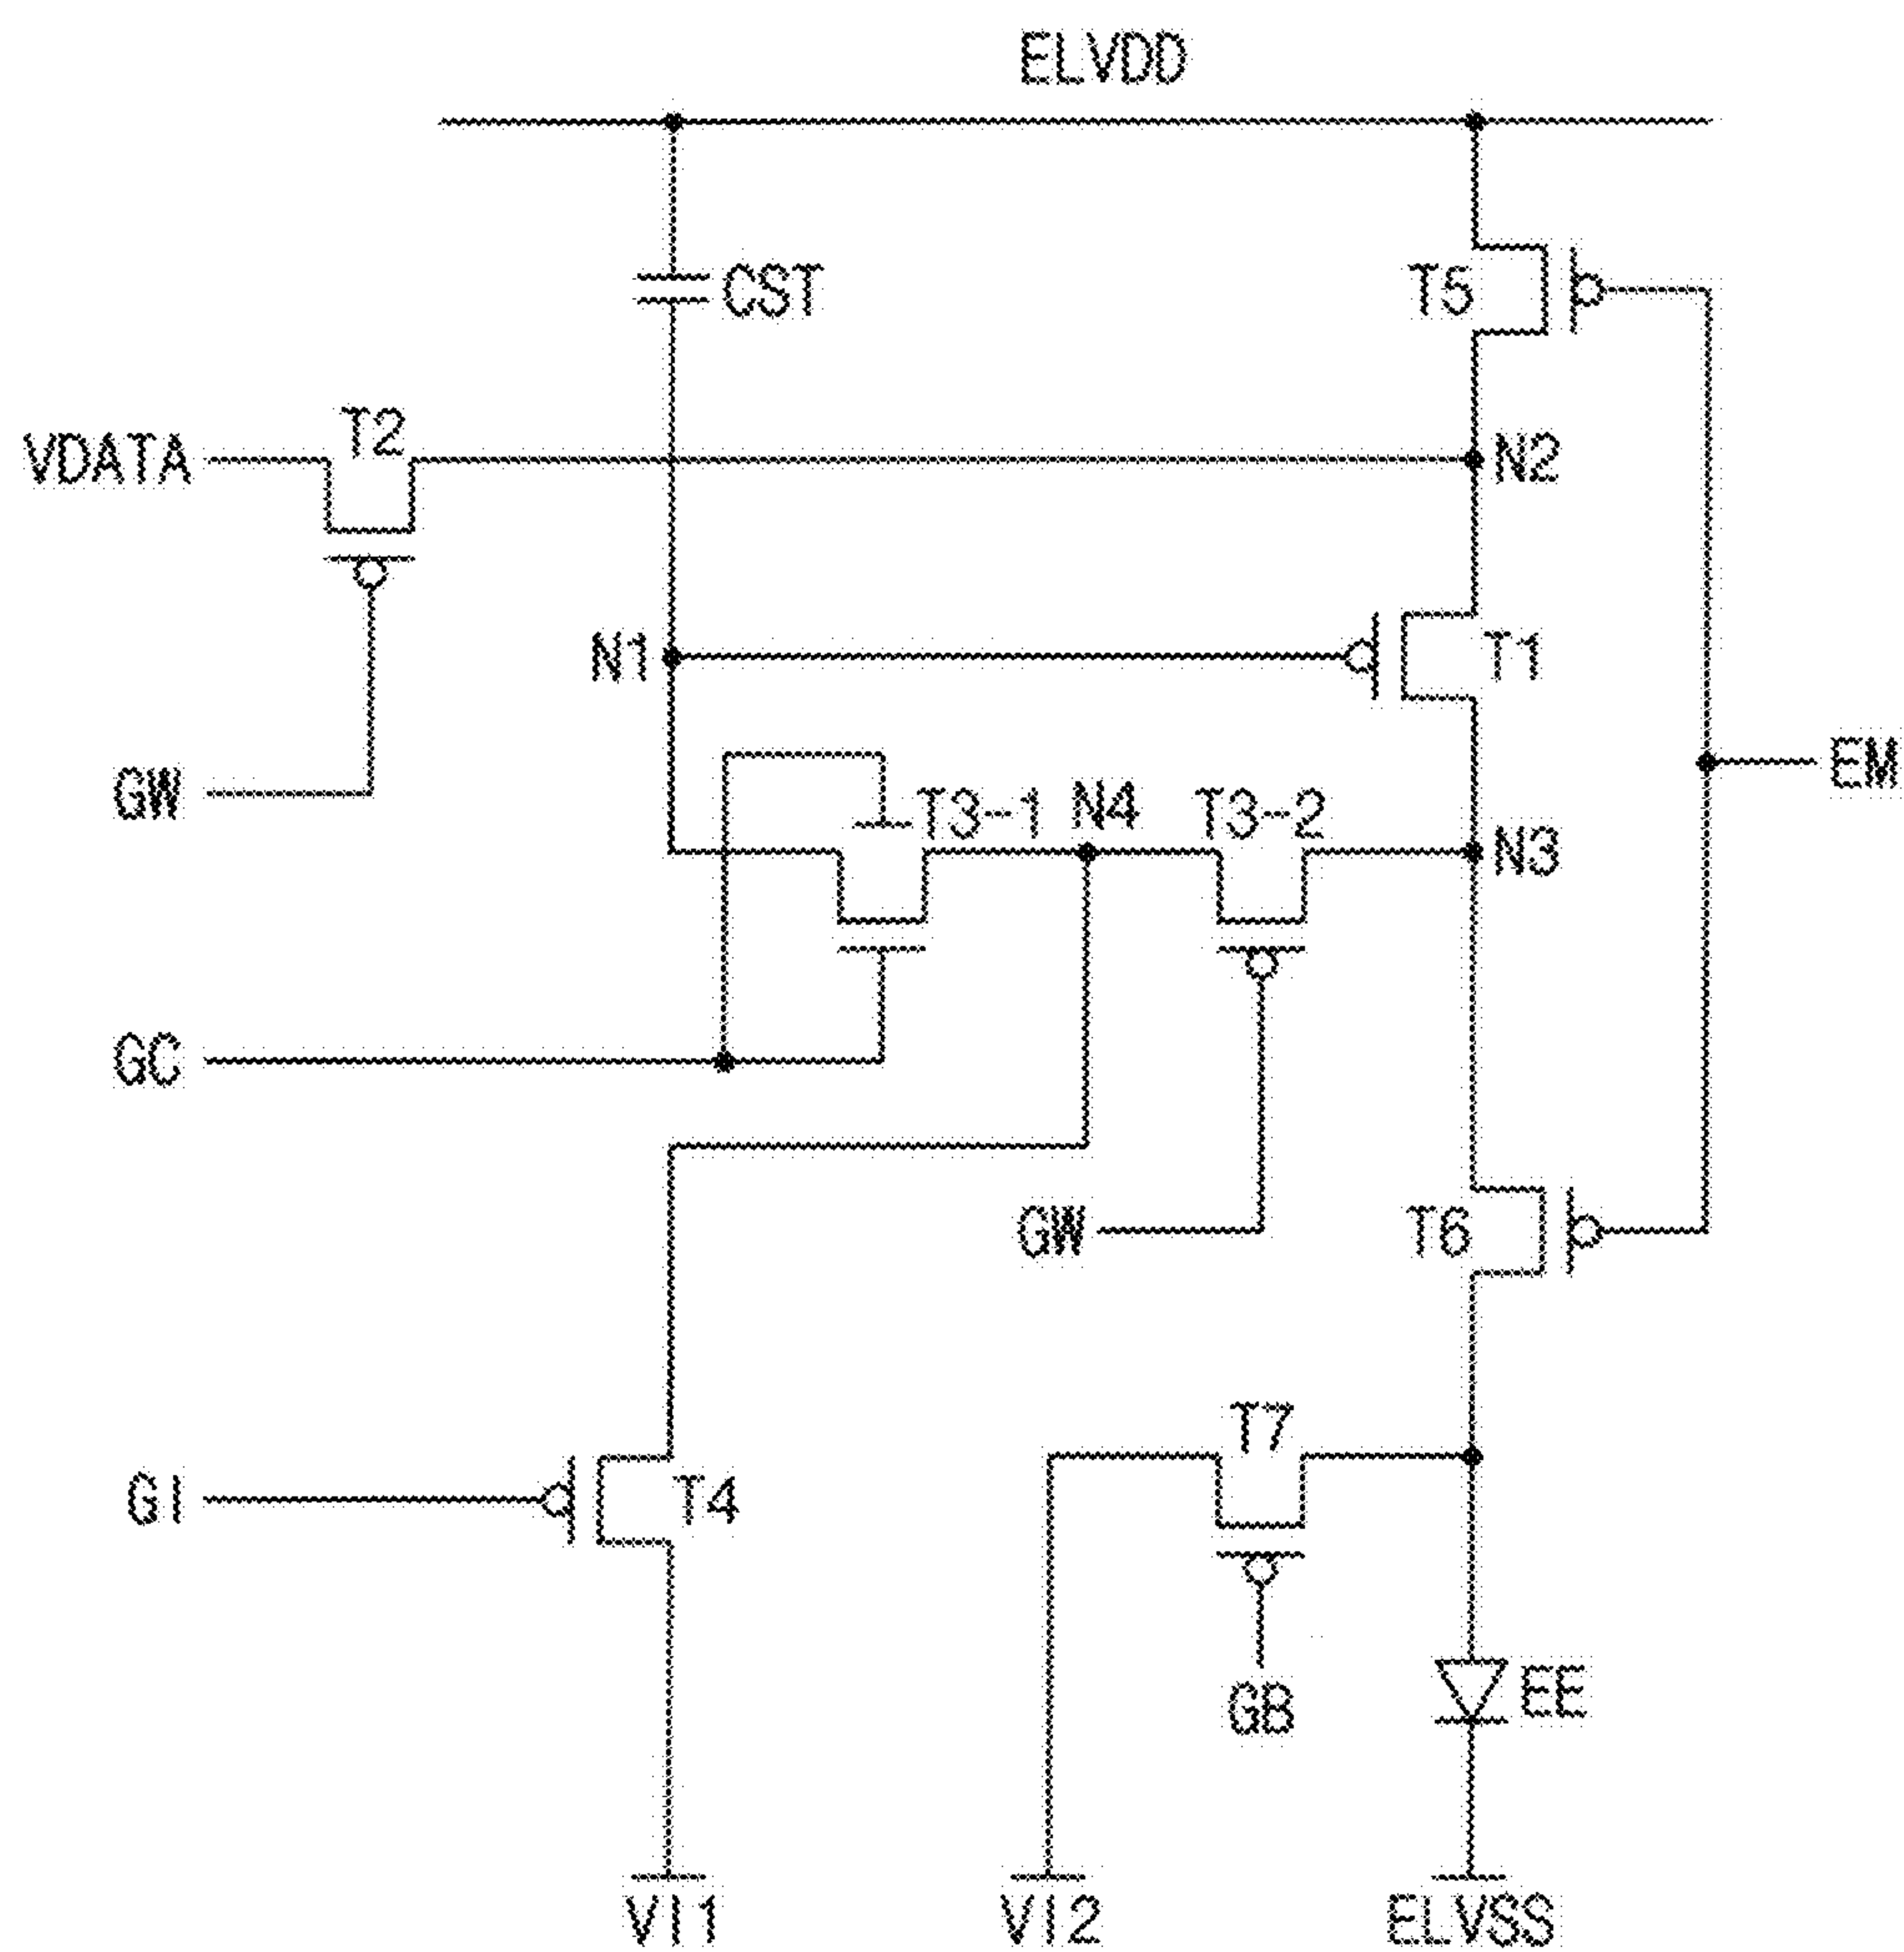 ELVDD
CST
T5
T2
VDATA
N2
N1
T1
GW
EM
T3-1
N4
T3-2
N3
GC
GW
T6
T7
GI
T4
GB
EE
VI1
VI2
ELVSS